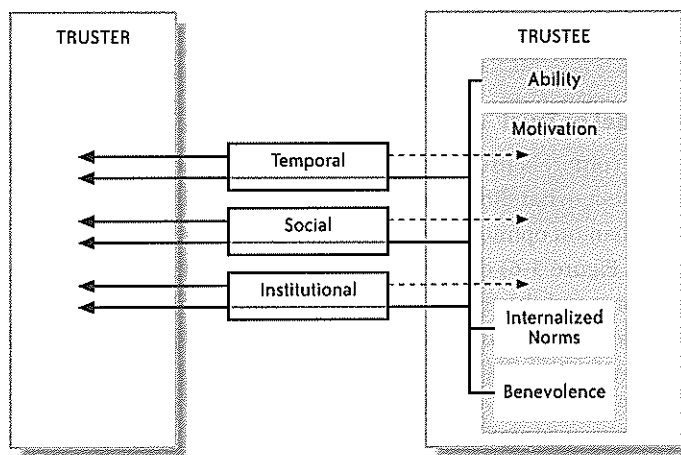 TRUSTER
TRUSTEE
Ability
Motivation
Temporal
Social
Institutional
Internalized
Norms
Benevolence